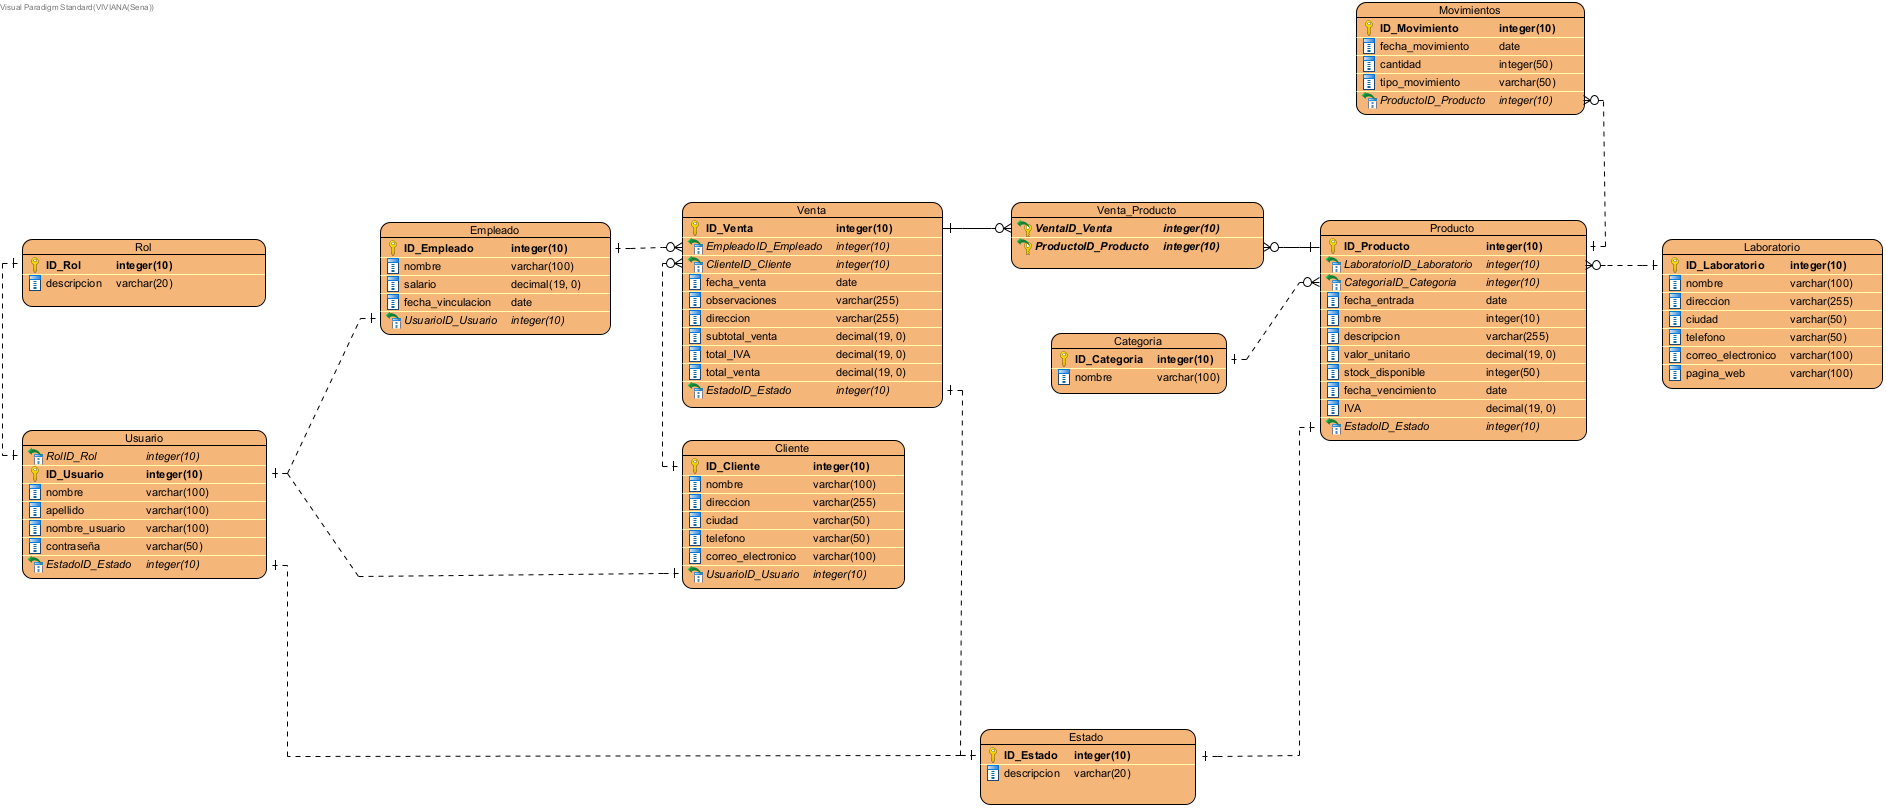 Visual Paradigm Standard(VIVIANA(Sena))
Movimientos
ID_Movimiento integer(10)
fecha_movimiento date
cantidad integer(50)
tipo_movimiento varchar(50)
ProductoID_Producto integer(10)
Rol
ID_Rol integer(10)
descripcion varchar(20)
Empleado
ID_Empleado integer(10)
nombre varchar(100)
salario decimal(19, 0)
fecha_vinculacion date
UsuarioID_Usuario integer(10)
Venta
ID_Venta integer(10)
EmpleadoID_Empleado integer(10)
ClienteID_Cliente integer(10)
fecha_venta date
observaciones varchar(255)
direccion varchar(255)
subtotal_venta decimal(19, 0)
total_IVA decimal(19, 0)
total_venta decimal(19, 0)
EstadoID_Estado integer(10)
Venta_Producto
VentaID_Venta integer(10)
ProductoID_Producto integer(10)
Producto
ID_Producto integer(10)
LaboratorioID_Laboratorio integer(10)
CategoriaID_Categoria integer(10)
fecha_entrada date
nombre integer(10)
descripcion varchar(255)
valor_unitario decimal(19, 0)
stock_disponible integer(50)
fecha_vencimiento date
IVA decimal(19, 0)
EstadoID_Estado integer(10)
Laboratorio
ID_Laboratorio integer(10)
nombre varchar(100)
direccion varchar(255)
ciudad varchar(50)
telefono varchar(50)
correo_electronico varchar(100)
pagina_web varchar(100)
Categoria
ID_Categoria integer(10)
nombre varchar(100)
Usuario
RolID_Rol integer(10)
ID_Usuario integer(10)
nombre varchar(100)
apellido varchar(100)
nombre_usuario varchar(100)
contraseña varchar(50)
EstadoID_Estado integer(10)
Cliente
ID_Cliente integer(10)
nombre varchar(100)
direccion varchar(255)
ciudad varchar(50)
telefono varchar(50)
correo_electronico varchar(100)
UsuarioID_Usuario integer(10)
Estado
ID_Estado integer(10)
descripcion varchar(20)